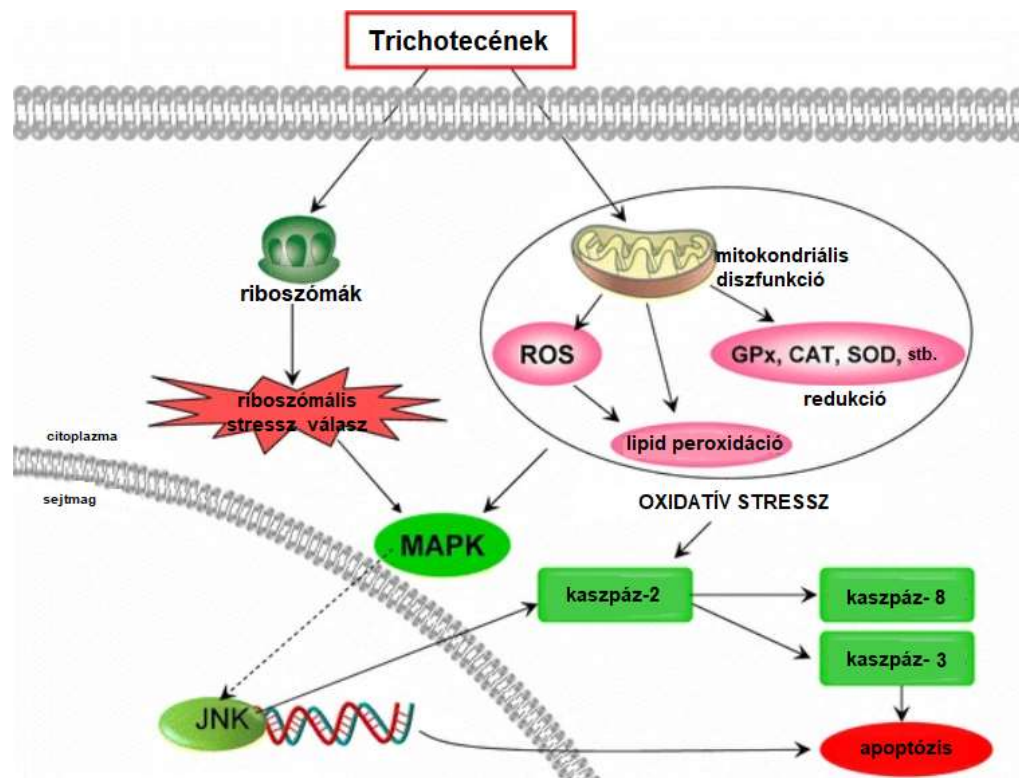 Trichotecének
riboszómák
mitokondriális
diszfunkció
ROS
GPx, CAT, SOD, stb.
redukció
riboszómális
stressz válasz
lipid peroxidáció
citoplazma
sejtmag
OXIDATÍV STRESSZ
MAPK
kaszpáz-2
kaszpáz- 8
kaszpáz- 3
JNK
apoptózis